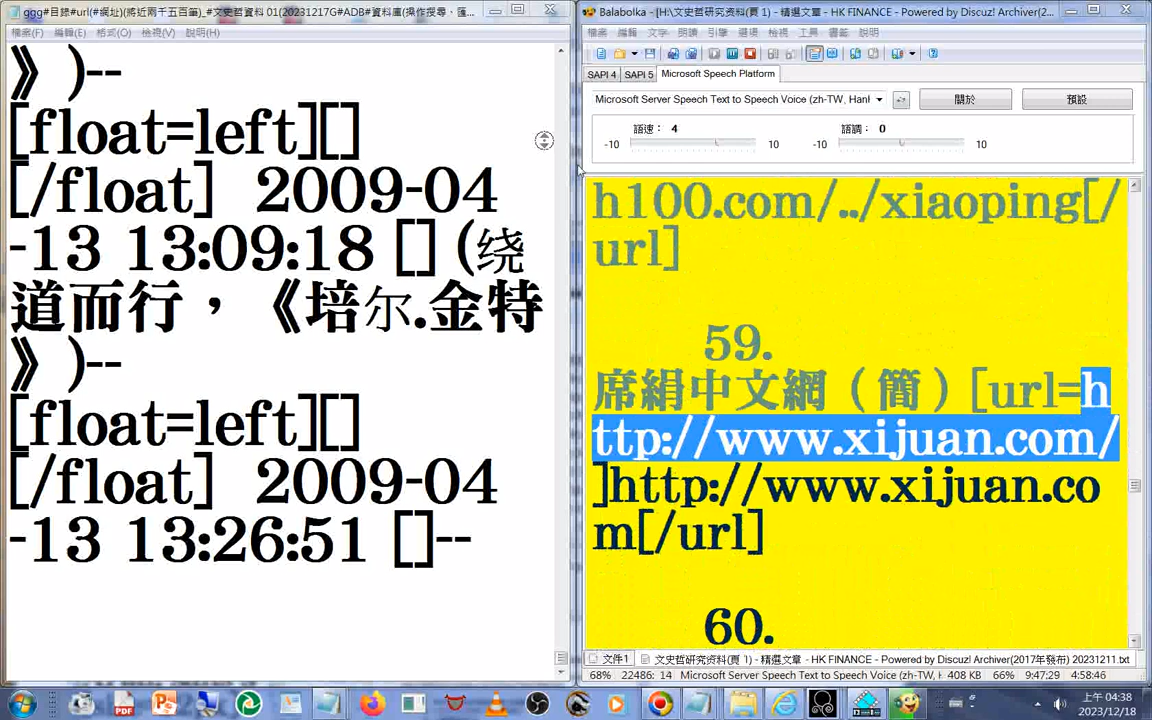 ggg#目錄#url(#網址)(將近兩千五百筆)_#文史哲資料 01(20231217G#ADB#資料庫(操作搜尋、匯...
檔案(F) 編輯(E) 格式(O) 檢視(V) 說明(H)
》)--
[float=left][]
[/float] 2009-04
-13 13:09:18 [] (绕
道而行，《培尔.金特
》)--
[float=left][]
[/float] 2009-04
-13 13:26:51 []--
Balabolka - [H:\文史哲研究资料(頁 1) - 精選文章 - HK FINANCE - Powered by Discuz! Archiver(2...
檔案 編輯 文字 朗讀 引擎 選項 檢視 工具 書籤 說明
SAPI 4 SAPI 5 Microsoft Speech Platform
Microsoft Server Speech Text to Speech Voice (zh-TW, Hanl
關於 預設
語速： 4 語調： 0
-10 10 -10 10
h100.com/../xiaoping[/
url]
59.
席絹中文網（簡）[url=h
ttp://www.xijuan.com/
]http://www.xijuan.co
m[/url]
60.
文件1 文史哲研究资料(頁 1) - 精選文章 - HK FINANCE - Powered by Discuz! Archiver(2017年發布) 20231211.txt
68% 22486: 14 Microsoft Server Speech Text to Speech Voice (zh-TW, H 408 KB 66% 9:47:29 4:58:46
上午 04:38
2023/12/18